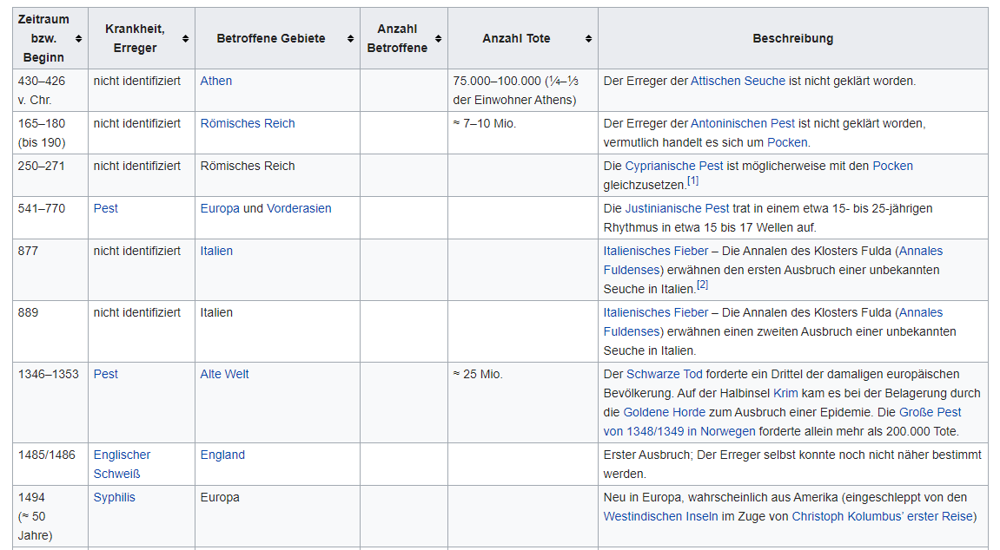 Zeitraum bzw. Beginn
Krankheit, Erreger
Betroffene Gebiete
Anzahl Betroffene
Anzahl Tote
Beschreibung
430–426
v. Chr.
nicht identifiziert
Athen
75.000–100.000 (¼–⅓
der Einwohner Athens)
Der Erreger der Attischen Seuche ist nicht geklärt worden.
165–180
(bis 190)
nicht identifiziert
Römisches Reich
≈ 7–10 Mio.
Der Erreger der Antoninischen Pest ist nicht geklärt worden,
vermutlich handelt es sich um Pocken.
250–271
nicht identifiziert
Römisches Reich
Die Cyprianische Pest ist möglicherweise mit den Pocken
gleichzusetzen.[1]
541–770
Pest
Europa und Vorderasien
Die Justinianische Pest trat in einem etwa 15- bis 25-jährigen
Rhythmus in etwa 15 bis 17 Wellen auf.
877
nicht identifiziert
Italien
Italienisches Fieber – Die Annalen des Klosters Fulda (Annales
Fuldenses) erwähnen den ersten Ausbruch einer unbekannten
Seuche in Italien.[2]
889
nicht identifiziert
Italien
Italienisches Fieber – Die Annalen des Klosters Fulda (Annales
Fuldenses) erwähnen einen zweiten Ausbruch einer unbekannten
Seuche in Italien.
1346–1353
Pest
Alte Welt
≈ 25 Mio.
Der Schwarze Tod forderte ein Drittel der damaligen europäischen
Bevölkerung. Auf der Halbinsel Krim kam es bei der Belagerung durch
die Goldene Horde zum Ausbruch einer Epidemie. Die Große Pest
von 1348/1349 in Norwegen forderte allein mehr als 200.000 Tote.
1485/1486
Englischer
Schweiß
England
Erster Ausbruch; Der Erreger selbst konnte noch nicht näher bestimmt
werden.
1494
(≈ 50
Jahre)
Syphilis
Europa
Neu in Europa, wahrscheinlich aus Amerika (eingeschleppt von den
Westindischen Inseln im Zuge von Christoph Kolumbus’ erster Reise)